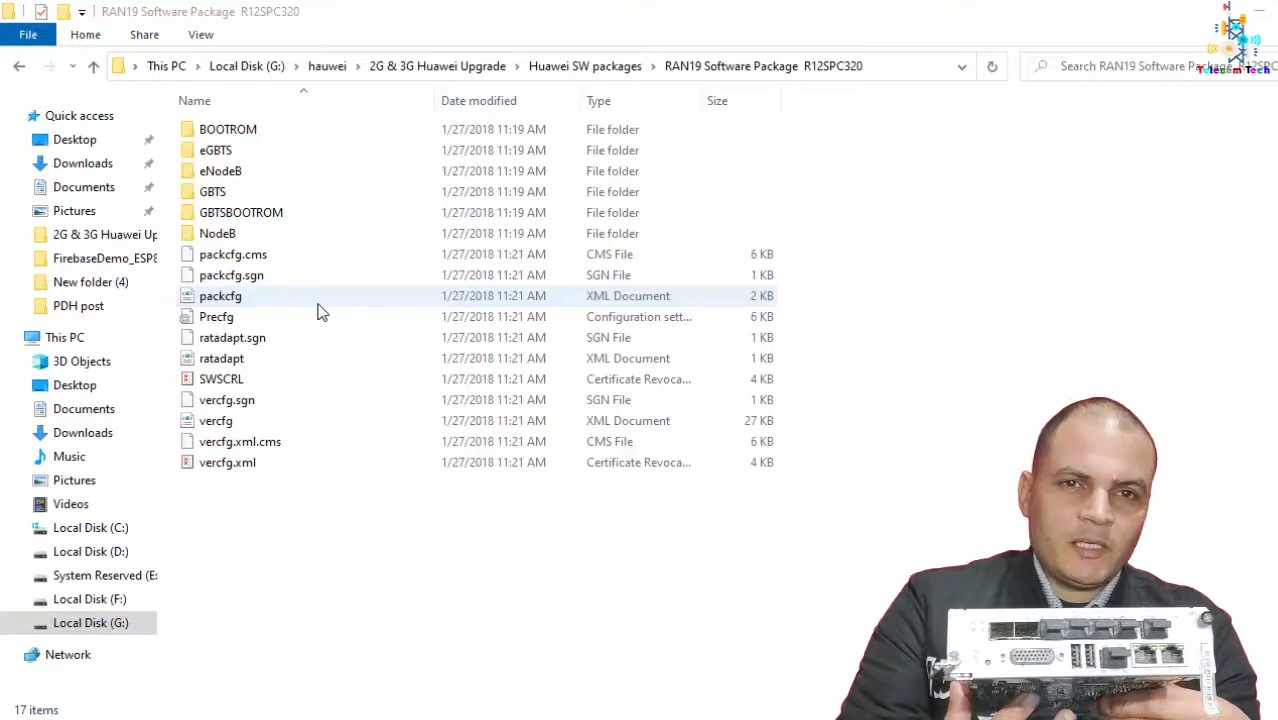 RAN19 Software Package R12SPC320
File Home Share View
This PC Local Disk (G:) hauwei 2G & 3G Huawei Upgrade Huawei SW packages RAN19 Software Package R12SPC320 Search RAN19 Software Package R12SPC320
Telecom Tech
Name Date modified Type Size
Quick access
Desktop
Downloads
Documents
Pictures
2G & 3G Huawei Up
FirebaseDemo_ESP8
New folder (4)
PDH post
This PC
3D Objects
Desktop
Documents
Downloads
Music
Pictures
Videos
Local Disk (C:)
Local Disk (D:)
System Reserved (E:
Local Disk (F:)
Local Disk (G:)
Network
BOOTROM 1/27/2018 11:19 AM File folder
eGBTS 1/27/2018 11:19 AM File folder
eNodeB 1/27/2018 11:19 AM File folder
GBTS 1/27/2018 11:19 AM File folder
GBTSBOOTROM 1/27/2018 11:19 AM File folder
NodeB 1/27/2018 11:19 AM File folder
packcfg.cms 1/27/2018 11:21 AM CMS File 6 KB
packcfg.sgn 1/27/2018 11:21 AM SGN File 1 KB
packcfg 1/27/2018 11:21 AM XML Document 2 KB
Precfg 1/27/2018 11:21 AM Configuration sett... 6 KB
ratadapt.sgn 1/27/2018 11:21 AM SGN File 1 KB
ratadapt 1/27/2018 11:21 AM XML Document 1 KB
SWSCRL 1/27/2018 11:21 AM Certificate Revoca... 4 KB
vercfg.sgn 1/27/2018 11:21 AM SGN File 1 KB
vercfg 1/27/2018 11:21 AM XML Document 27 KB
vercfg.xml.cms 1/27/2018 11:21 AM CMS File 6 KB
vercfg.xml 1/27/2018 11:21 AM Certificate Revoca... 4 KB
17 items